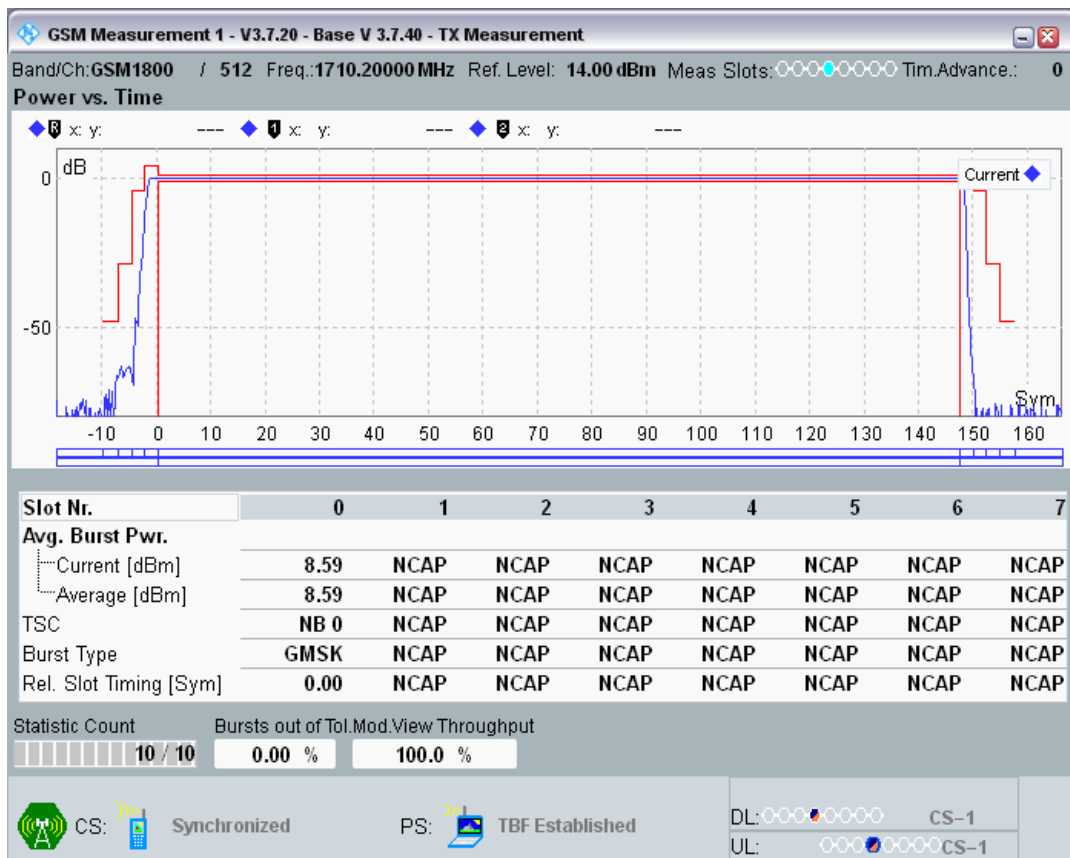 GSM Measurement 1 - V3.7.20 - Base V 3.7.40 - TX Measurement
Band/Ch:GSM1800 / 512 Freq.:1710.20000 MHz Ref. Level: 14.00 dBm Meas Slots: Tim.Advance.: 0
Power vs. Time
R x: y: --- 1 x: y: --- 2 x: y: ---
dB
Current
0
-50
Sym
-10 0 10 20 30 40 50 60 70 80 90 100 110 120 130 140 150 160
Slot Nr. 0 1 2 3 4 5 6 7
Avg. Burst Pwr.
Current [dBm] 8.59 NCAP NCAP NCAP NCAP NCAP NCAP NCAP
Average [dBm] 8.59 NCAP NCAP NCAP NCAP NCAP NCAP NCAP
TSC NB 0 NCAP NCAP NCAP NCAP NCAP NCAP NCAP
Burst Type GMSK NCAP NCAP NCAP NCAP NCAP NCAP NCAP
Rel. Slot Timing [Sym] 0.00 NCAP NCAP NCAP NCAP NCAP NCAP NCAP
Statistic Count Bursts out of Tol.Mod.View Throughput
10 / 10 0.00 % 100.0 %
CS: Synchronized PS: TBF Established
DL: CS-1
UL: CS-1